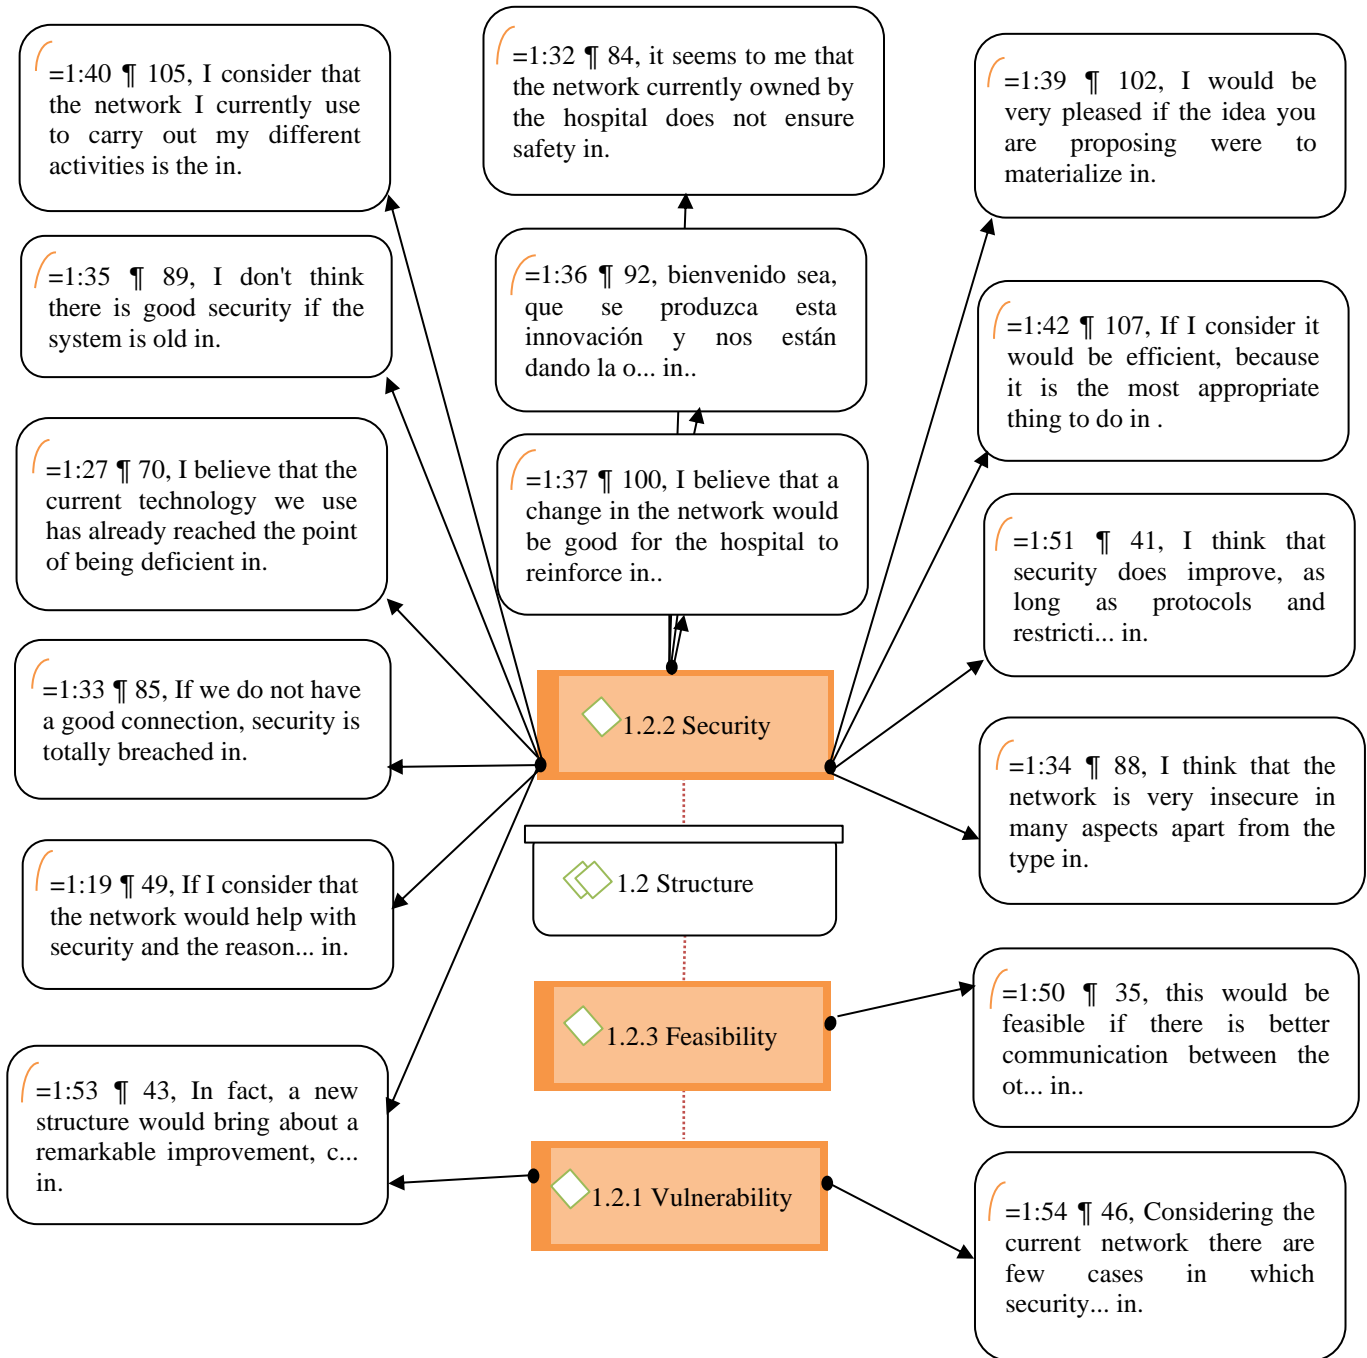 =1:40 ¶ 105, I consider that
the network I currently use
to carry out my different
activities is the in.
=1:32 ¶ 84, it seems to me that
the network currently owned by
the hospital does not ensure
safety in.
=1:39 ¶ 102, I would be
very pleased if the idea you
are proposing were to
materialize in.
=1:35 ¶ 89, I don't think
there is good security if the
system is old in.
=1:36 ¶ 92, bienvenido sea,
que se produzca esta
innovación y nos están
dando la o... in..
=1:42 ¶ 107, If I consider it
would be efficient, because
it is the most appropriate
thing to do in .
=1:27 ¶ 70, I believe that the
current technology we use
has already reached the point
of being deficient in.
=1:37 ¶ 100, I believe that a
change in the network would
be good for the hospital to
reinforce in..
=1:51 ¶ 41, I think that
security does improve, as
long as protocols and
restricti... in.
=1:33 ¶ 85, If we do not have
a good connection, security is
totally breached in.
1.2.2 Security
=1:34 ¶ 88, I think that the
network is very insecure in
many aspects apart from the
type in.
=1:19 ¶ 49, If I consider that
the network would help with
security and the reason... in.
1.2 Structure
=1:50 ¶ 35, this would be
feasible if there is better
communication between the
ot... in..
1.2.3 Feasibility
=1:53 ¶ 43, In fact, a new
structure would bring about a
remarkable improvement, c...
in.
1.2.1 Vulnerability
=1:54 ¶ 46, Considering the
current network there are
few cases in which
security... in.